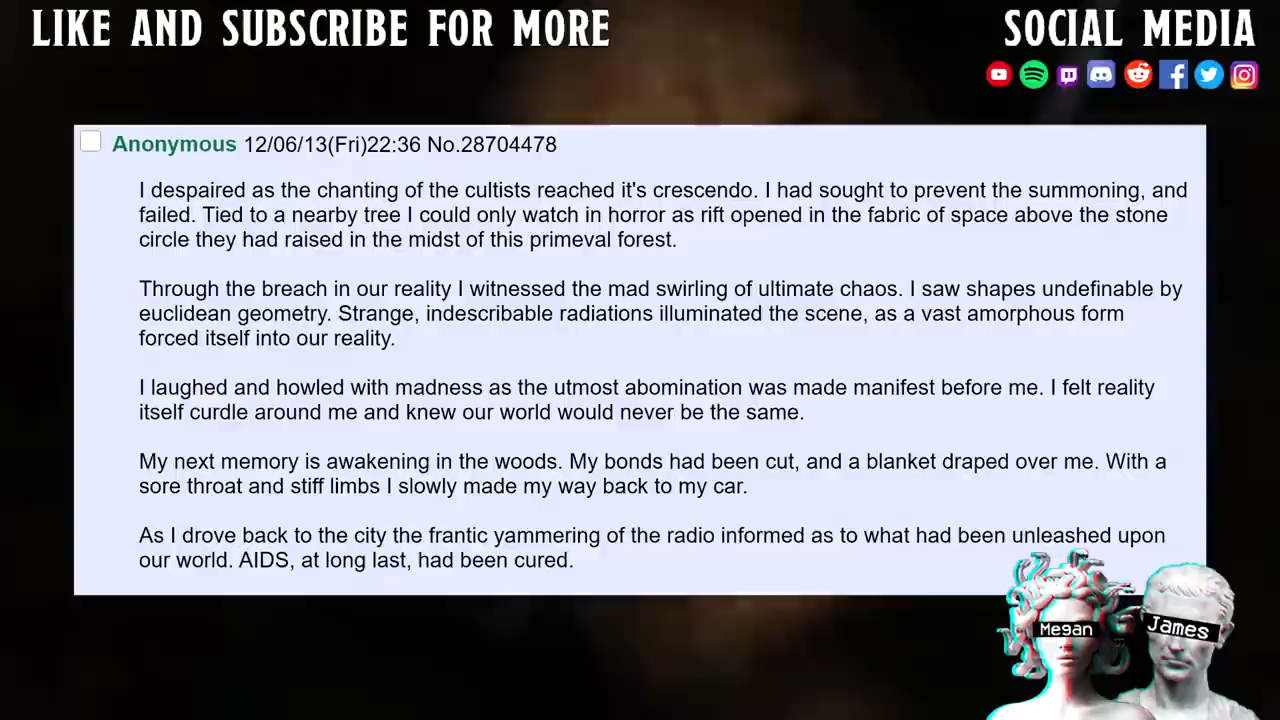 LIKE AND SUBSCRIBE FOR MORE
SOCIAL MEDIA
Anonymous 12/06/13(Fri)22:36 No.28704478
I despaired as the chanting of the cultists reached it's crescendo. I had sought to prevent the summoning, and
failed. Tied to a nearby tree I could only watch in horror as rift opened in the fabric of space above the stone
circle they had raised in the midst of this primeval forest.
Through the breach in our reality I witnessed the mad swirling of ultimate chaos. I saw shapes undefinable by
euclidean geometry. Strange, indescribable radiations illuminated the scene, as a vast amorphous form
forced itself into our reality.
I laughed and howled with madness as the utmost abomination was made manifest before me. I felt reality
itself curdle around me and knew our world would never be the same.
My next memory is awakening in the woods. My bonds had been cut, and a blanket draped over me. With a
sore throat and stiff limbs I slowly made my way back to my car.
As I drove back to the city the frantic yammering of the radio informed as to what had been unleashed upon
our world. AIDS, at long last, had been cured.
Megan
James